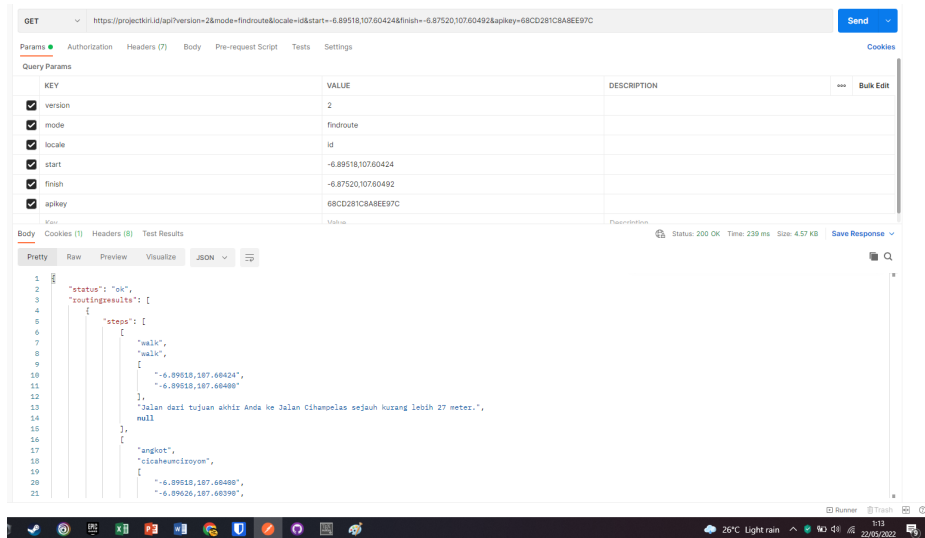 GET https://projectkiri.id/api?version=2&mode=findroute&locale=id&start=-6.89518,107.60424&finish=-6.87520,107.60492&apikey=68CD281C8A8EE97C Send
Params Authorization Headers (7) Body Pre-request Script Tests Settings Cookies
Query Params
KEY VALUE DESCRIPTION ooo Bulk Edit
version 2
mode findroute
locale id
start -6.89518,107.60424
finish -6.87520,107.60492
apikey 68CD281C8A8EE97C
Key Value Description
Body Cookies (1) Headers (8) Test Results Status: 200 OK Time: 239 ms Size: 4.57 KB Save Response
Pretty Raw Preview Visualize JSON
1 {
2 "status": "ok",
3 "routingresults": [
4 {
5 "steps": [
6 [
7 "walk",
8 "walk",
9 [
10 "-6.89518,107.60424",
11 "-6.89518,107.60400"
12 ],
13 "Jalan dari tujuan akhir Anda ke Jalan Cihampelas sejauh kurang lebih 27 meter.",
14 null
15 ],
16 [
17 "angkot",
18 "cicaheumciroyom",
19 [
20 "-6.89518,107.60400",
21 "-6.89626,107.60398",
Runner Trash
EPIC
26°C Light rain 1:13
22/05/2022